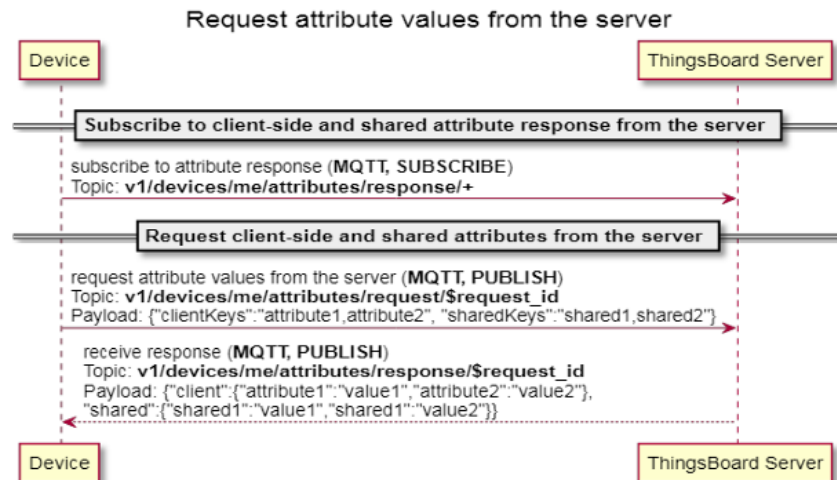 Request attribute values from the server
Device
ThingsBoard Server
Subscribe to client-side and shared attribute response from the server
subscribe to attribute response (MQTT, SUBSCRIBE)
Topic: v1/devices/me/attributes/response/+
Request client-side and shared attributes from the server
request attribute values from the server (MQTT, PUBLISH)
Topic: v1/devices/me/attributes/request/$request_id
Payload: {"clientKeys":"attribute1,attribute2", "sharedKeys":"shared1,shared2"}
receive response (MQTT, PUBLISH)
Topic: v1/devices/me/attributes/response/$request_id
Payload: {"client":{"attribute1":"value1","attribute2":"value2"},
"shared":{"shared1":"value1","shared1":"value2"}}
Device
ThingsBoard Server